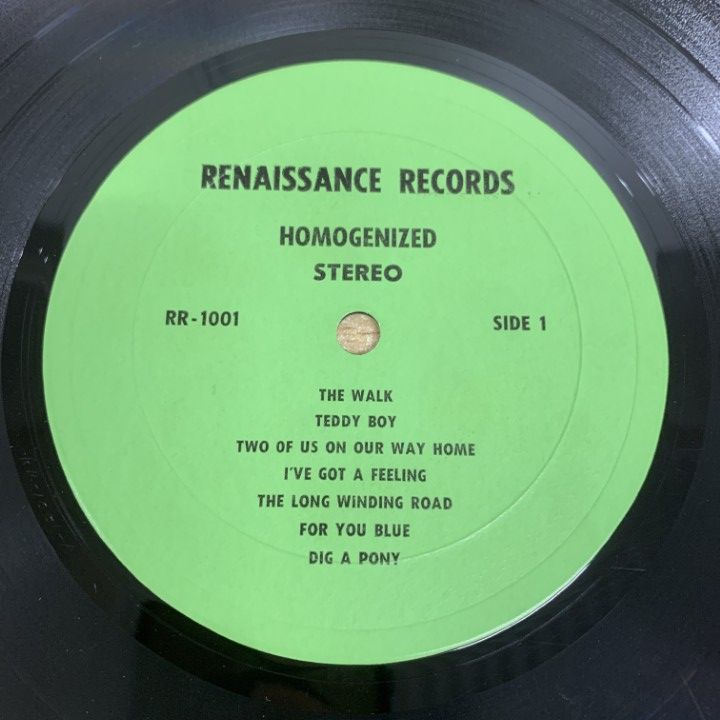 RENAISSANCE RECORDS
HOMOGENIZED
STEREO
RR-1001 SIDE 1
THE WALK
TEDDY BOY
TWO OF US ON OUR WAY HOME
I'VE GOT A FEELING
THE LONG WINDING ROAD
FOR YOU BLUE
DIG A PONY